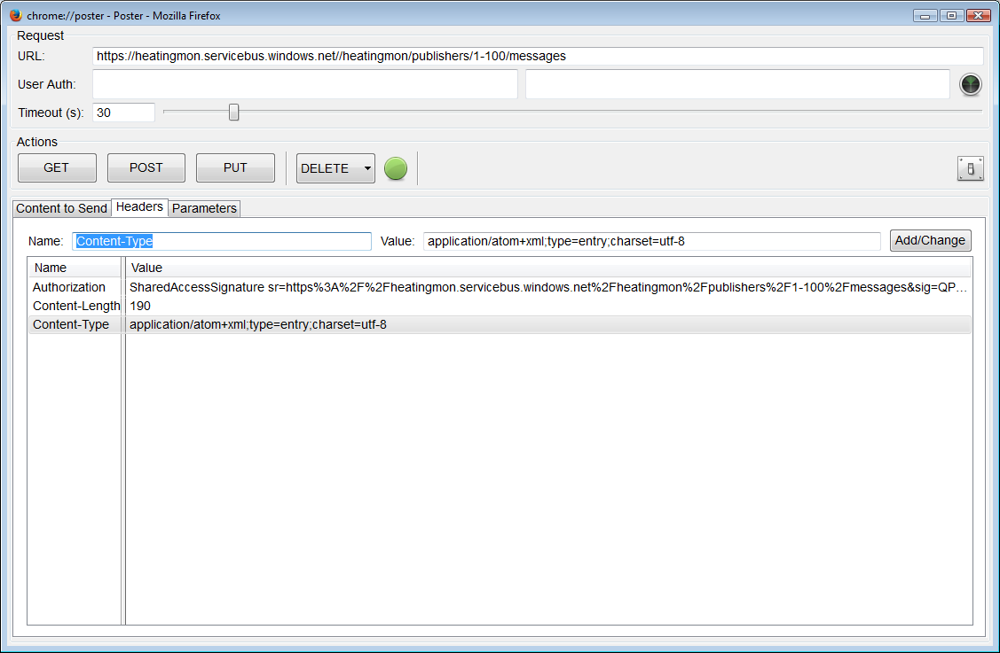 chrome://poster - Poster - Mozilla Firefox
Request
URL: https://heatingmon.servicebus.windows.net//heatingmon/publishers/1-100/messages
User Auth:
Timeout (s): 30
Actions
GET POST PUT DELETE
Content to Send Headers Parameters
Name: Content-Type Value: application/atom+xml;type=entry;charset=utf-8 Add/Change
Name Value
Authorization SharedAccessSignature sr=https%3A%2F%2Fheatingmon.servicebus.windows.net%2Fheatingmon%2Fpublishers%2F1-100%2Fmessages&sig=QP...
Content-Length 190
Content-Type application/atom+xml;type=entry;charset=utf-8